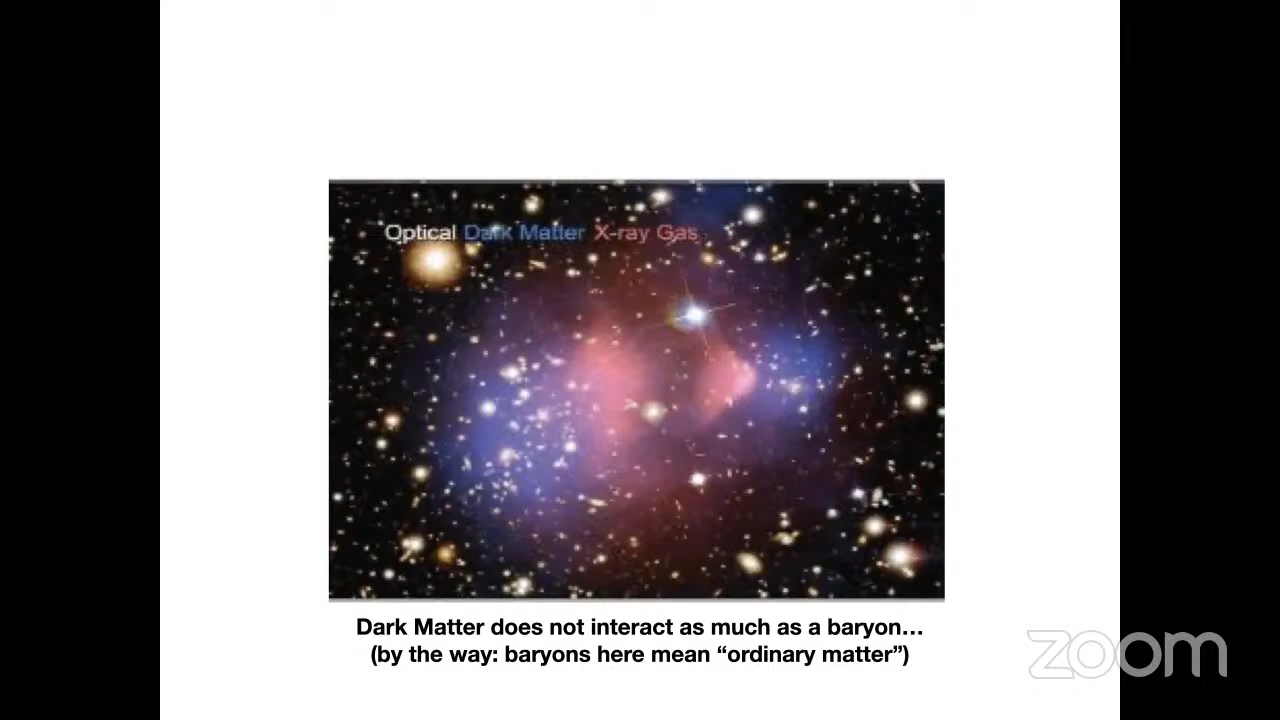 Optical Dark Matter X-ray Gas
Dark Matter does not interact as much as a baryon…
(by the way: baryons here mean “ordinary matter”)
zoom